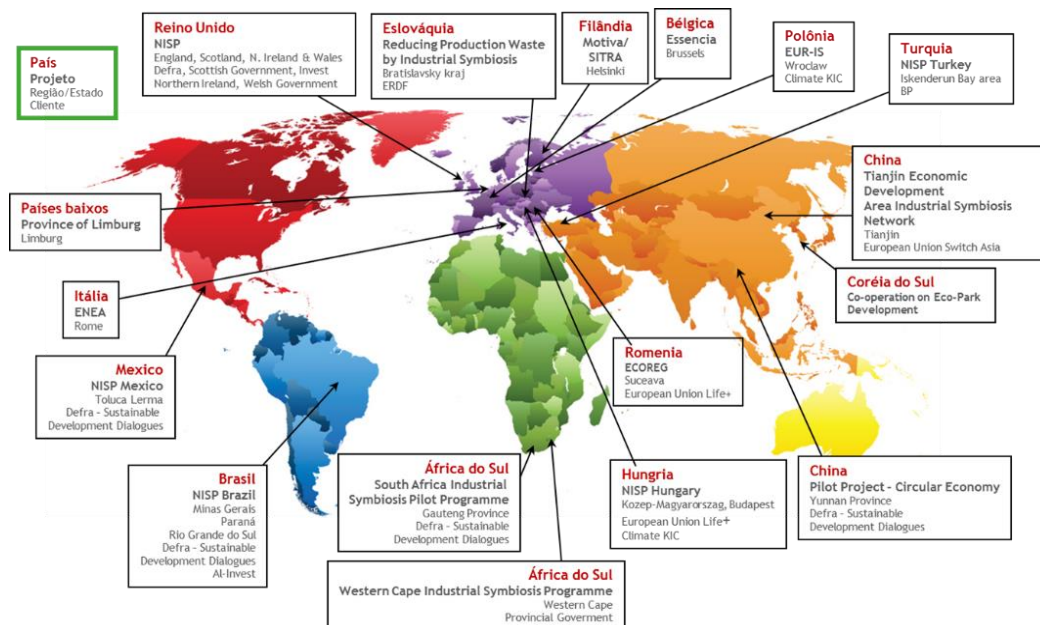 País
Projeto
Região/Estado
Cliente
Reino Unido
NISP
England, Scotland, N. Ireland & Wales
Defra, Scottish Government, Invest
Northern Ireland, Welsh Government
Eslováquia
Reducing Production Waste
by Industrial Symbiosis
Bratislavsky kraj
ERDF
Filândia
Motiva/
SITRA
Helsinki
Bélgica
Essencia
Brussels
Polônia
EUR-IS
Wroclaw
Climate KIC
Turquia
NISP Turkey
Iskenderun Bay area
BP
China
Tianjin Economic
Development
Area Industrial Symbiosis
Network
Tianjin
European Union Switch Asia
Países baixos
Province of Limburg
Limburg
Coréia do Sul
Co-operation on Eco-Park
Development
Itália
ENEA
Rome
Mexico
NISP Mexico
Toluca Lerma
Defra - Sustainable
Development Dialogues
Romenia
ECOREG
Suceava
European Union Life+
Brasil
NISP Brazil
Minas Gerais
Paraná
Rio Grande do Sul
Defra - Sustainable
Development Dialogues
Al-Invest
África do Sul
South Africa Industrial
Symbiosis Pilot Programme
Gauteng Province
Defra - Sustainable
Development Dialogues
Hungria
NISP Hungary
Kozep-Magyarorszag, Budapest
European Union Life+
Climate KIC
China
Pilot Project - Circular Economy
Yunnan Province
Defra - Sustainable
Development Dialogues
África do Sul
Western Cape Industrial Symbiosis Programme
Western Cape
Provincial Goverment